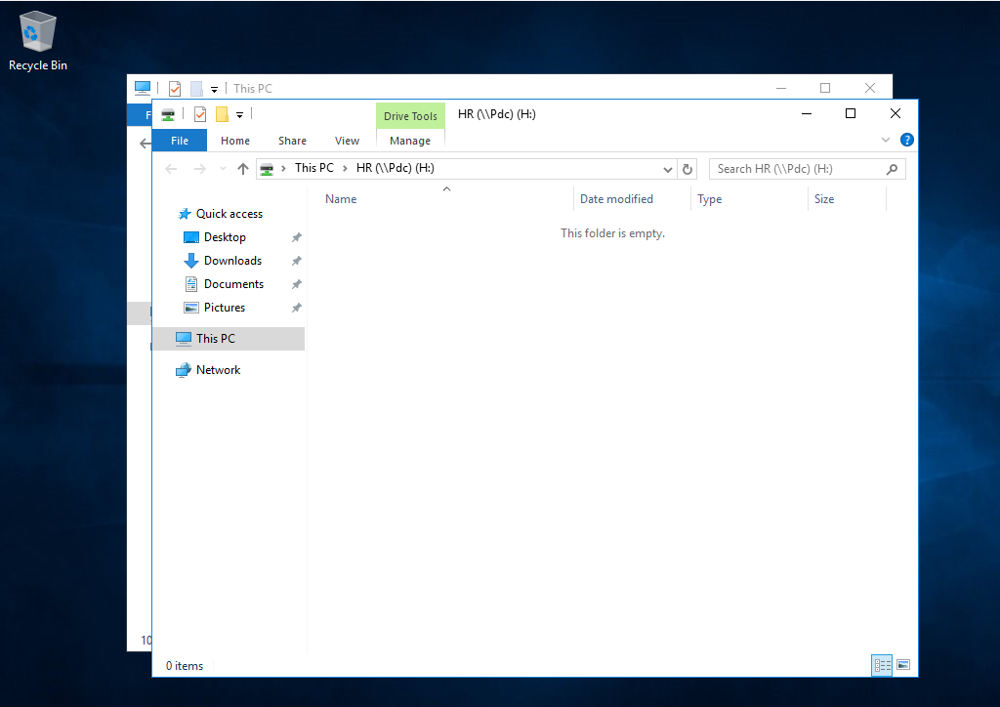 Recycle Bin
This PC
F
Drive Tools
HR (\\Pdc) (H:)
File
Home
Share
View
Manage
?
This PC
HR (\\Pdc) (H:)
Search HR (\\Pdc) (H:)
Name
Date modified
Type
Size
Quick access
This folder is empty.
Desktop
Downloads
Documents
Pictures
This PC
Network
10
0 items